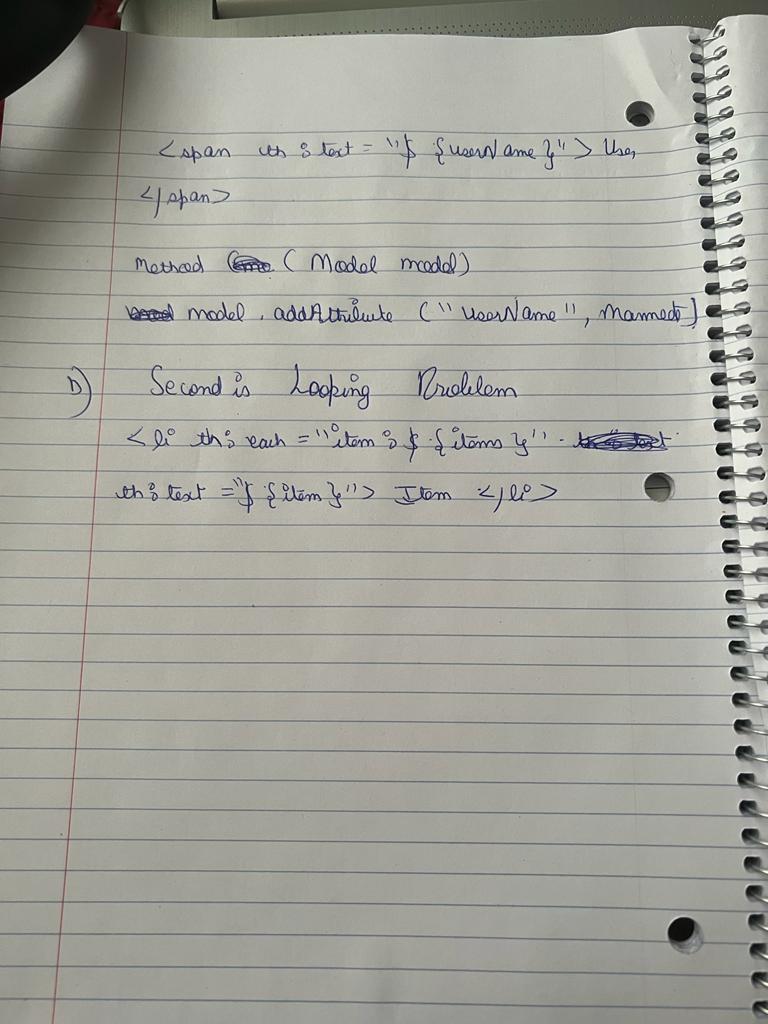 <span th:text = "${userName}"> User
</span>
Method (Model model)
model.addAttribute ("userName",
D) Second is Looping Problem
<li th:each = "item:${items}"
th:text = "${item}"> Item </li>